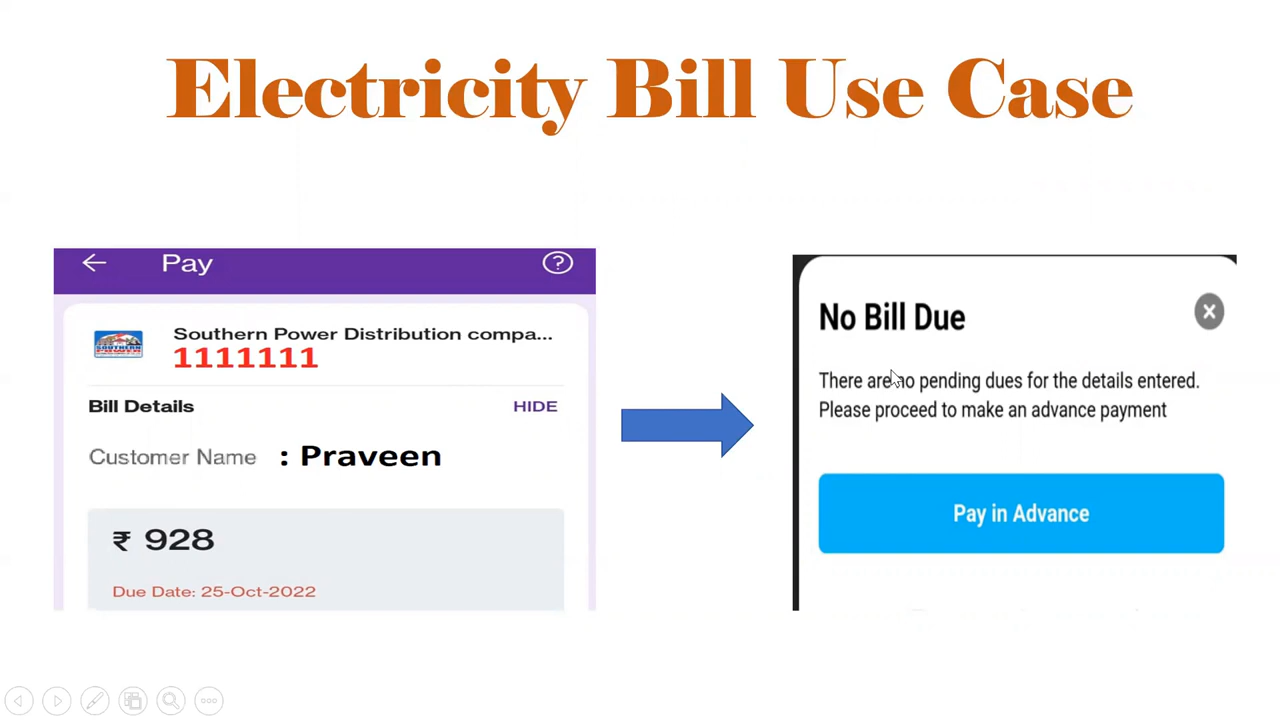 Electricity Bill Use Case
Pay
Southern Power Distribution compa...
1111111
Bill Details
HIDE
Customer Name : Praveen
₹ 928
Due Date: 25-Oct-2022
No Bill Due
There are no pending dues for the details entered.
Please proceed to make an advance payment
Pay in Advance